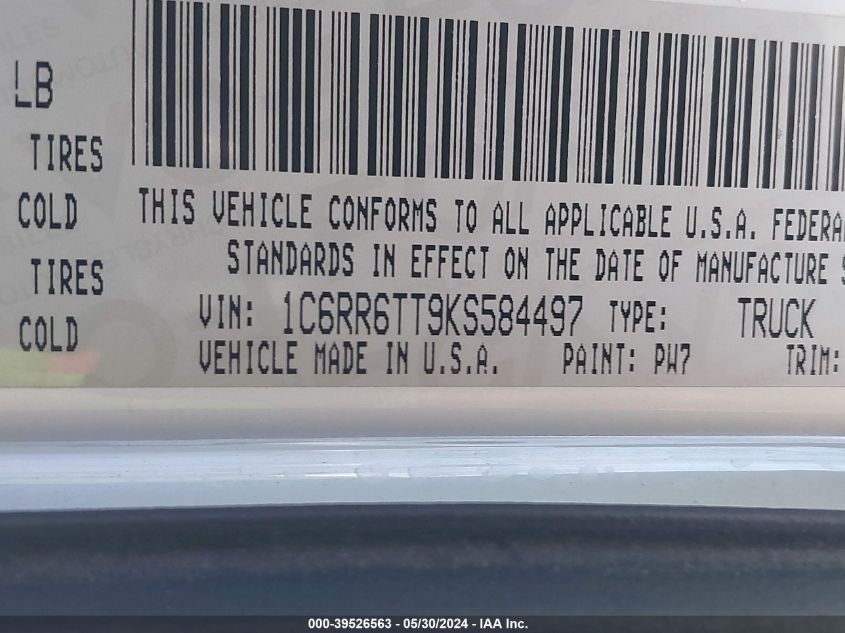 LB
TIRES
COLD
TIRES
COLD
THIS VEHICLE CONFORMS TO ALL APPLICABLE U.S.A. FEDERA
STANDARDS IN EFFECT ON THE DATE OF MANUFACTURE S
VIN: 1C6RR6TT9KS584497 TYPE: TRUCK
VEHICLE MADE IN U.S.A. PAINT: PW7 TRIM:
000-39526563 - 05/30/2024 - IAA Inc.